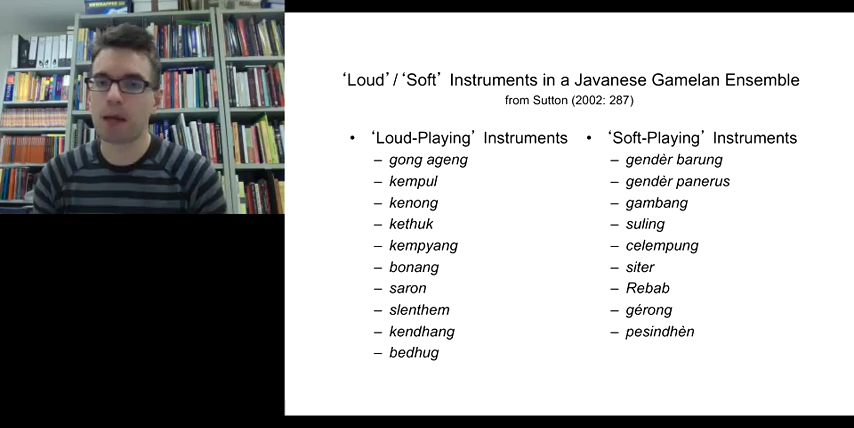 ‘Loud’ / ‘Soft’ Instruments in a Javanese Gamelan Ensemble
from Sutton (2002: 287)
• ‘Loud-Playing’ Instruments
– gong ageng
– kempul
– kenong
– kethuk
– kempyang
– bonang
– saron
– slenthem
– kendhang
– bedhug
• ‘Soft-Playing’ Instruments
– gendèr barung
– gendèr panerus
– gambang
– suling
– celempung
– siter
– Rebab
– gérong
– pesindhèn